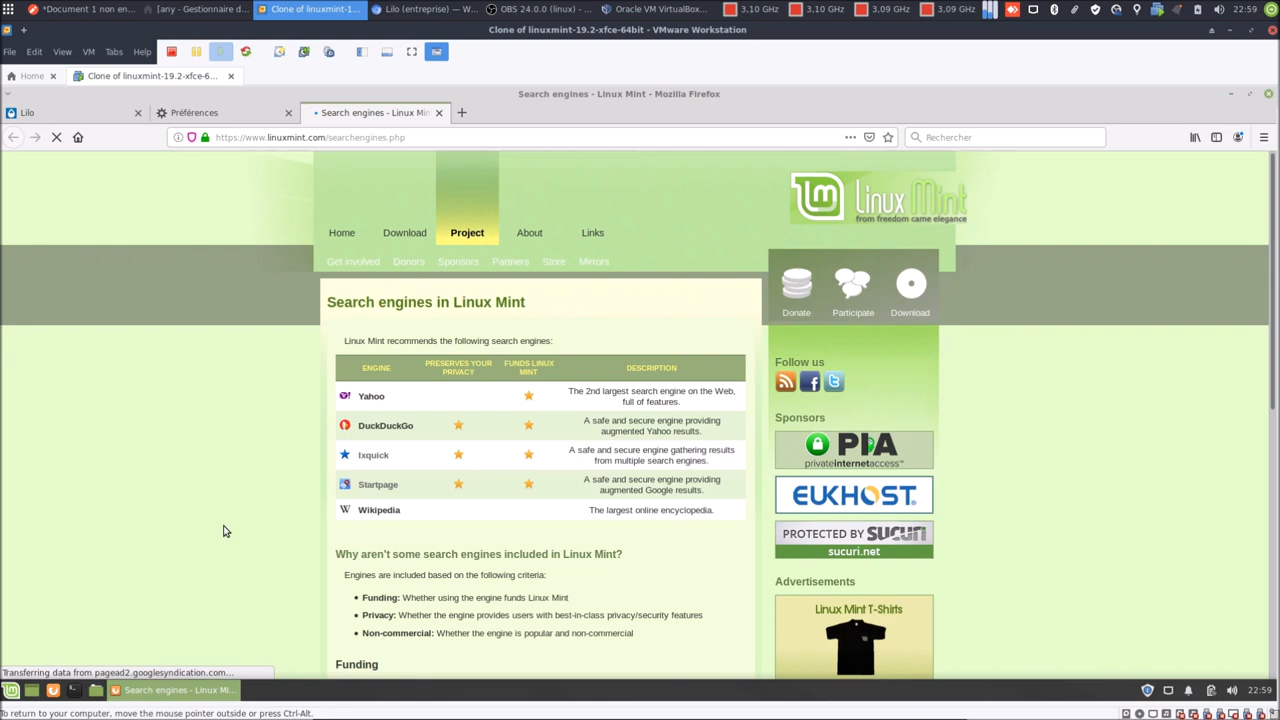 *Document 1 non en...
[any - Gestionnaire d...
Clone of linuxmint-1...
Lilo (entreprise) — W...
OBS 24.0.0 (linux) - ...
Oracle VM VirtualBox...
3,10 GHz
3,10 GHz
3,09 GHz
3,09 GHz
22:59
Clone of linuxmint-19.2-xfce-64bit - VMware Workstation
File Edit View VM Tabs Help
Home
Clone of linuxmint-19.2-xfce-6...
Search engines - Linux Mint - Mozilla Firefox
Lilo
Préférences
Search engines - Linux Min
https://www.linuxmint.com/searchengines.php
Rechercher
Linux Mint
from freedom came elegance
Home Download Project About Links
Get involved Donors Sponsors Partners Store Mirrors
Donate Participate Download
Search engines in Linux Mint
Linux Mint recommends the following search engines:
ENGINE PRESERVES YOUR PRIVACY FUNDS LINUX MINT DESCRIPTION
Yahoo The 2nd largest search engine on the Web,
full of features.
DuckDuckGo A safe and secure engine providing
augmented Yahoo results.
Ixquick A safe and secure engine gathering results
from multiple search engines.
Startpage A safe and secure engine providing
augmented Google results.
W Wikipedia The largest online encyclopedia.
Why aren't some search engines included in Linux Mint?
Engines are included based on the following criteria:
• Funding: Whether using the engine funds Linux Mint
• Privacy: Whether the engine provides users with best-in-class privacy/security features
• Non-commercial: Whether the engine is popular and non-commercial
Funding
Follow us
Sponsors
PIA
privateinternetaccess™
EUKHOST
PROTECTED BY SUCURI
sucuri.net
Advertisements
Linux Mint T-Shirts
Transferring data from pagead2.googlesyndication.com...
Search engines - Linux Mi...
22:59
To return to your computer, move the mouse pointer outside or press Ctrl-Alt.